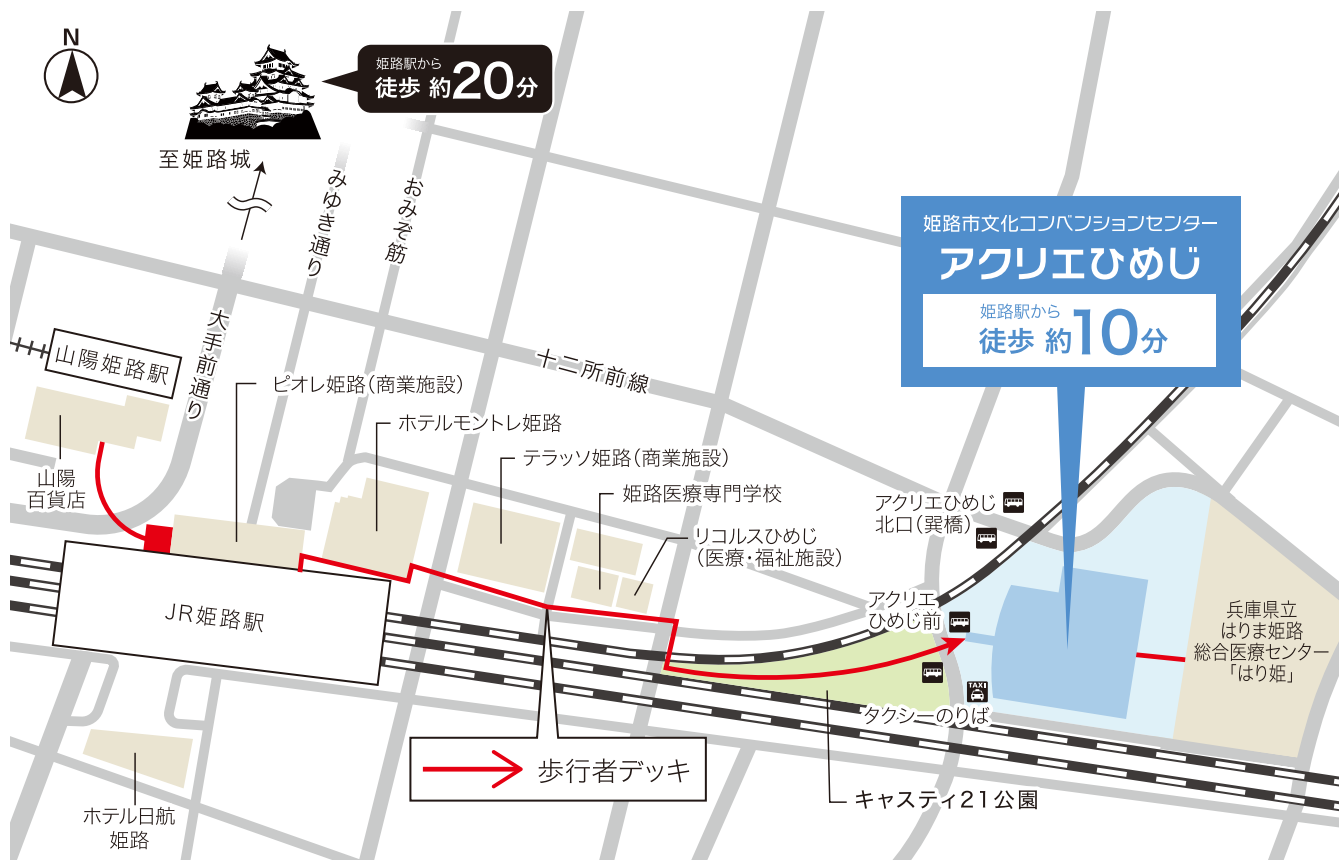 N
姫路駅から
徒歩 約20分
至姫路城
みゆき通り
おみぞ筋
姫路市文化コンベンションセンター
アクリエひめじ
姫路駅から
徒歩 約10分
大手前通り
山陽姫路駅
十二所前線
ピオレ姫路(商業施設)
ホテルモントレ姫路
テラッソ姫路(商業施設)
山陽
百貨店
姫路医療専門学校
アクリエひめじ
北口(巽橋)
リコルスひめじ
(医療・福祉施設)
JR姫路駅
アクリエ
ひめじ前
兵庫県立
はりま姫路
総合医療センター
「はり姫」
TAXI
タクシーのりば
歩行者デッキ
キャスティ21公園
ホテル日航
姫路